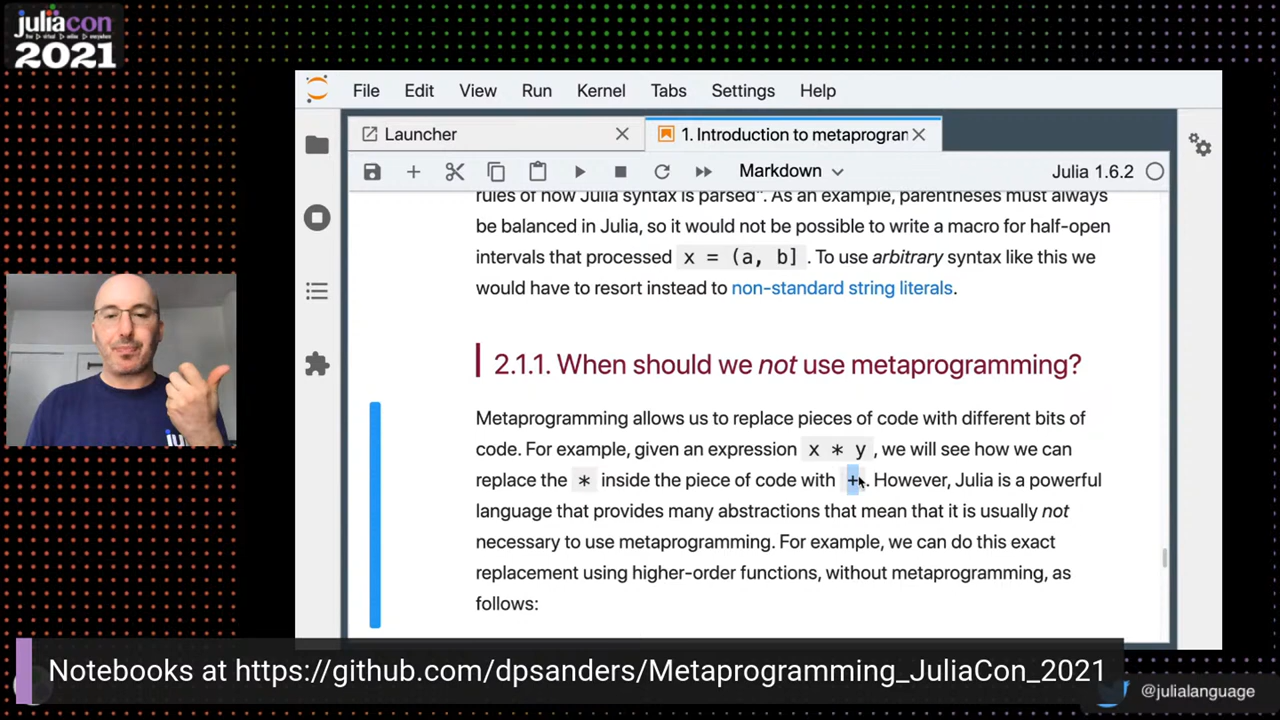 juliacon
2021
File Edit View Run Kernel Tabs Settings Help
Launcher
1. Introduction to metaprogram
Markdown
Julia 1.6.2
rules of how Julia syntax is parsed". As an example, parentheses must always
be balanced in Julia, so it would not be possible to write a macro for half-open
intervals that processed x = (a, b] . To use arbitrary syntax like this we
would have to resort instead to non-standard string literals.
2.1.1. When should we not use metaprogramming?
Metaprogramming allows us to replace pieces of code with different bits of
code. For example, given an expression x * y , we will see how we can
replace the * inside the piece of code with + . However, Julia is a powerful
language that provides many abstractions that mean that it is usually not
necessary to use metaprogramming. For example, we can do this exact
replacement using higher-order functions, without metaprogramming, as
follows:
Notebooks at https://github.com/dpsanders/Metaprogramming_JuliaCon_2021
@julialanguage